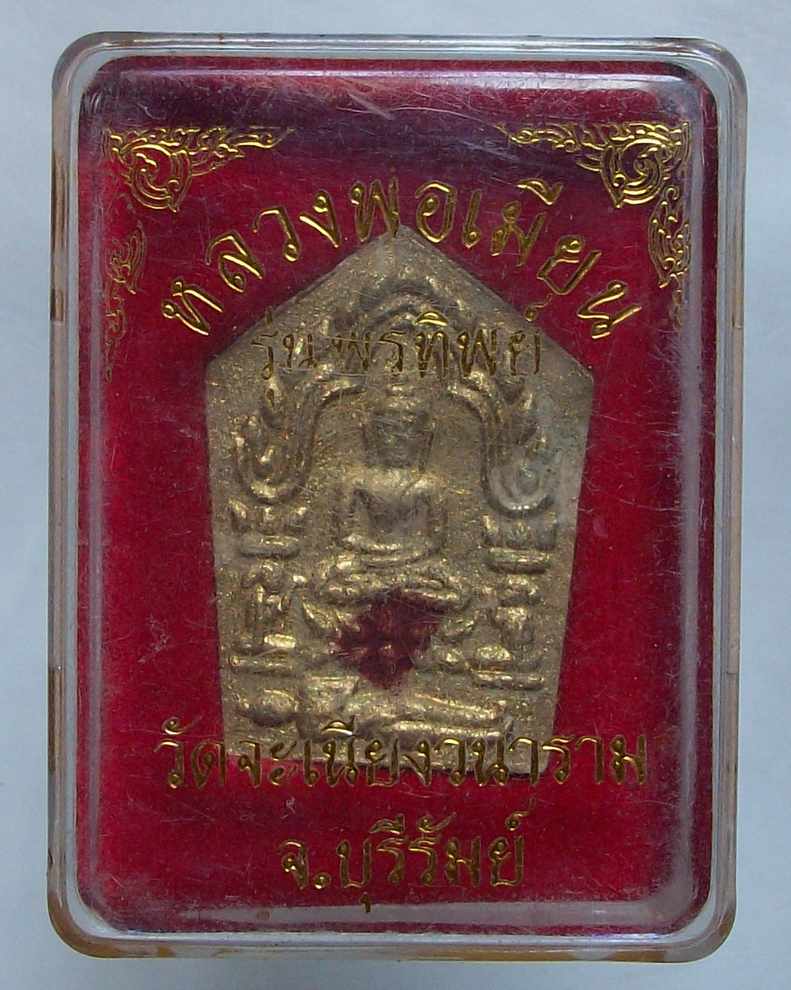 หลวงพ่อเมียน
รุ่นพรทิพย์
วัดจะเนียงวนาราม
จ.บุรีรัมย์